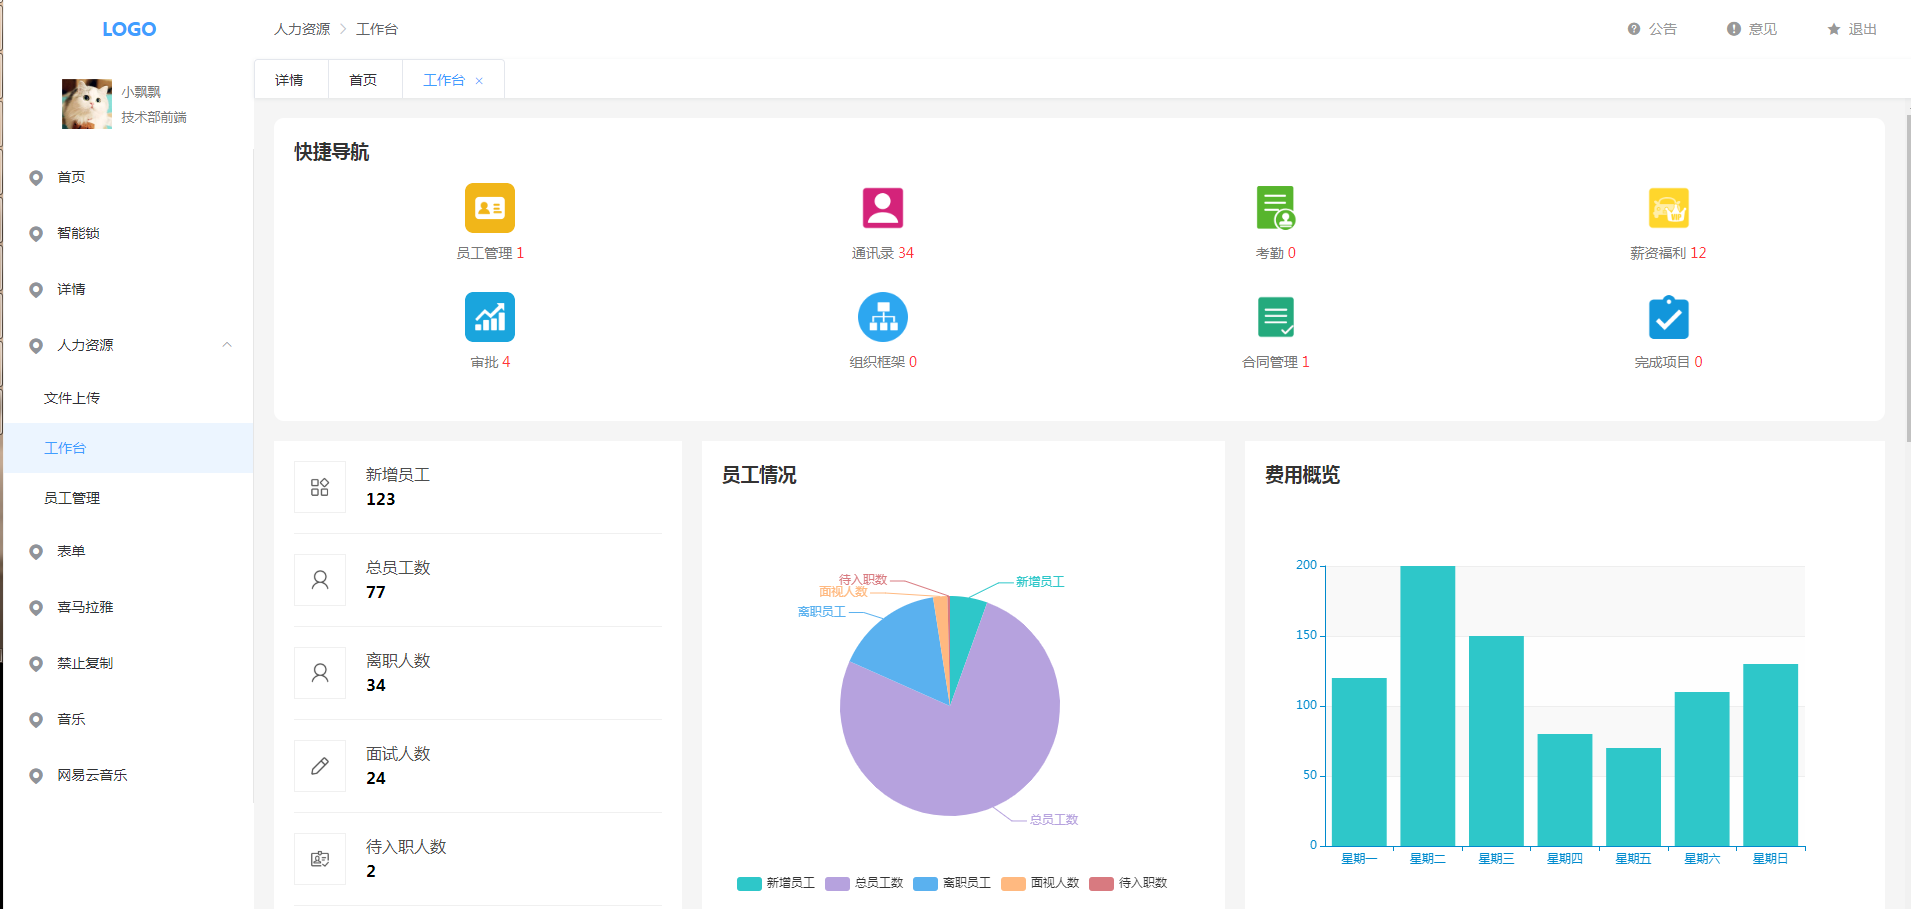 LOGO
人力资源 > 工作台
公告
意见
退出
小飘飘
技术部前端
详情
首页
工作台 ×
首页
智能锁
详情
人力资源
文件上传
工作台
员工管理
表单
喜马拉雅
禁止复制
音乐
网易云音乐
快捷导航
员工管理 1
通讯录 34
考勤 0
薪资福利 12
审批 4
组织框架 0
合同管理 1
完成项目 0
新增员工
123
总员工数
77
离职人数
34
面试人数
24
待入职人数
2
员工情况
待入职数
新增员工
面视人数
离职员工
总员工数
新增员工 总员工数 离职员工 面视人数 待入职数
费用概览
200
150
100
50
0
星期一 星期二 星期三 星期四 星期五 星期六 星期日